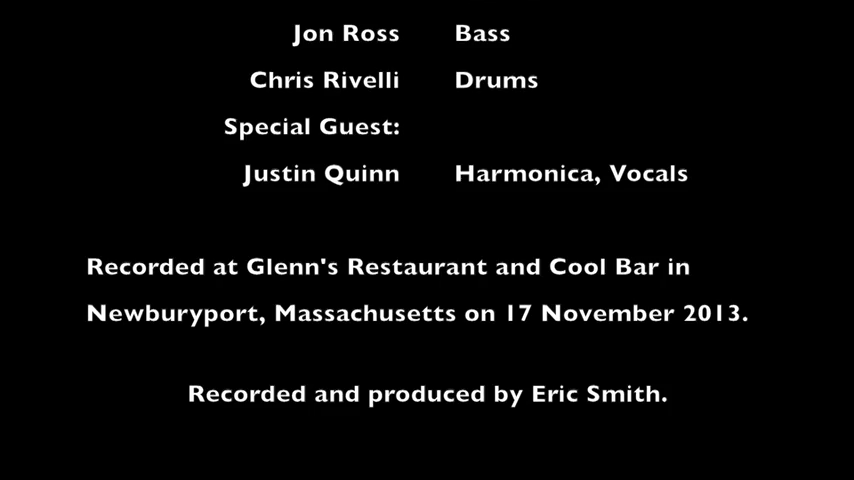 Jon Ross Bass
Chris Rivelli Drums
Special Guest:
Justin Quinn Harmonica, Vocals
Recorded at Glenn's Restaurant and Cool Bar in
Newburyport, Massachusetts on 17 November 2013.
Recorded and produced by Eric Smith.